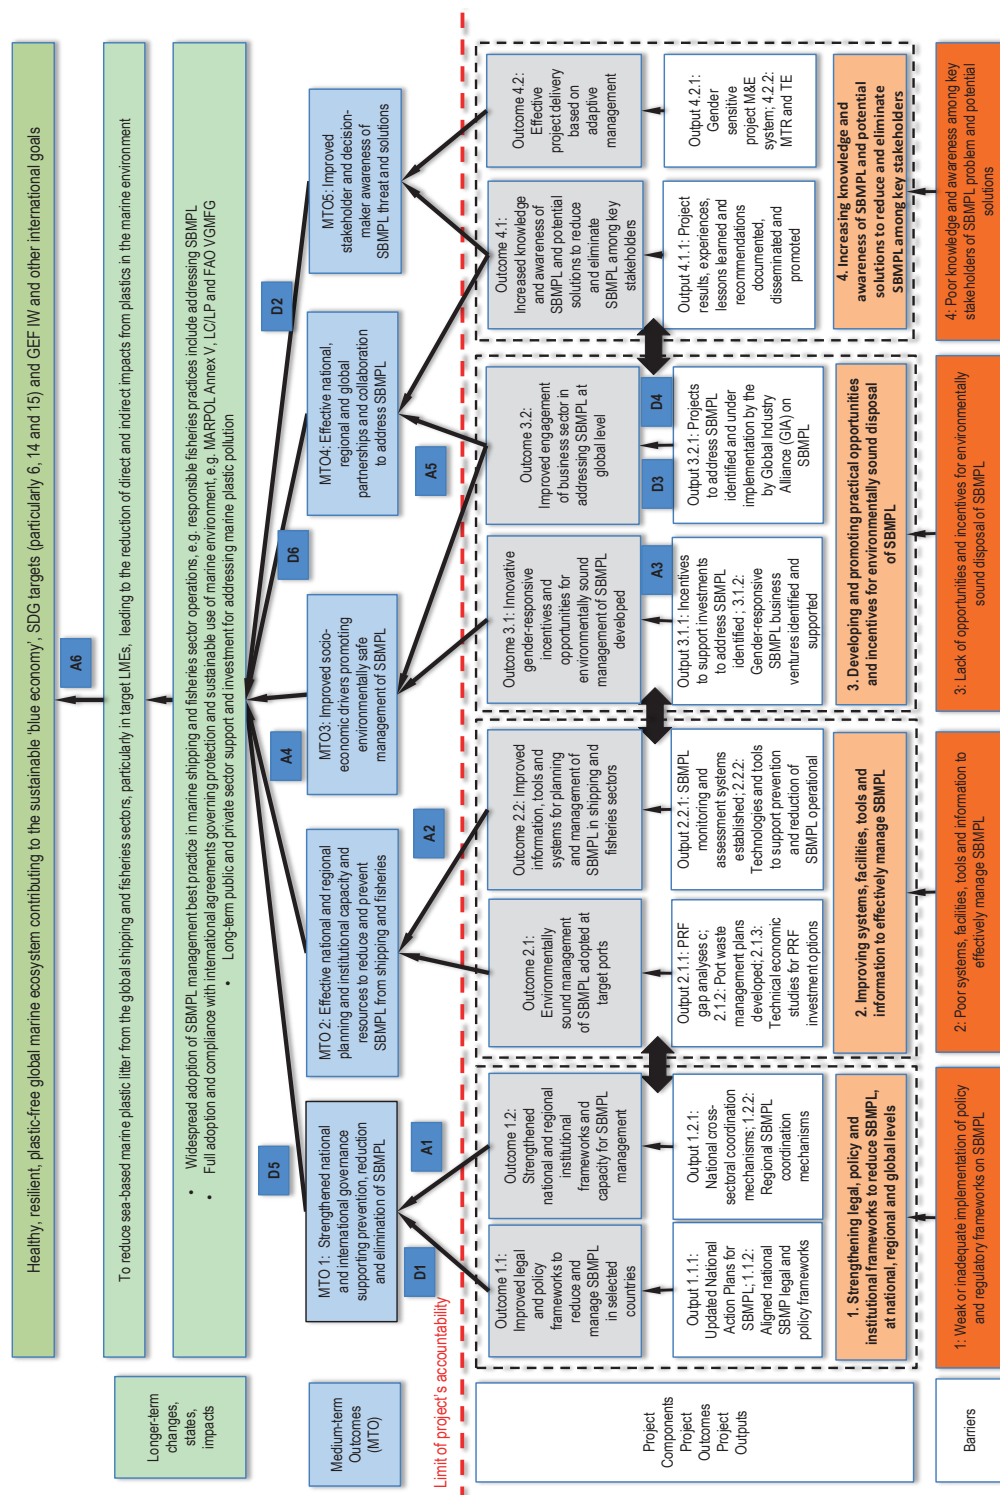 Healthy, resilient, plastic-free global marine ecosystem contributing to the sustainable 'blue economy', SDG targets (particularly 6, 14 and 15) and GEF IW and other international goals
A6
Longer-term
changes,
states,
impacts
To reduce sea-based marine plastic litter from the global shipping and fisheries sectors, particularly in target LMEs, leading to the reduction of direct and indirect impacts from plastics in the marine environment
• Widespread adoption of SBMPL management best practice in marine shipping and fisheries sector operations, e.g. responsible fisheries practices include addressing SBMPL
• Full adoption and compliance with international agreements governing protection and sustainable use of marine environment, e.g. MARPOL Annex V, LC/LP and FAO VGMFG
• Long-term public and private sector support and investment for addressing marine plastic pollution
D5
A4
D6
D2
Medium-term
Outcomes
(MTO)
MTO 1: Strengthened national
and international governance
supporting prevention, reduction
and elimination of SBMPL
MTO 2: Effective national and regional
planning and institutional capacity and
resources to reduce and prevent
SBMPL from shipping and fisheries
MTO3: Improved socio-
economic drivers promoting
environmentally safe
management of SBMPL
MTO4: Effective national,
regional and global
partnerships and collaboration
to address SBMPL
MTO5: Improved
stakeholder and decision-
maker awareness of
SBMPL threat and solutions
D1
A1
A2
A5
Limit of project's accountability
Project
Components
Project
Outcomes
Project
Outputs
Outcome 1.1:
Improved legal
and policy
frameworks to
reduce and
manage SBMPL
in selected
countries
Outcome 1.2:
Strengthened
national and regional
institutional
frameworks and
capacity for SBMPL
management
Outcome 2.1:
Environmentally
sound management
of SBMPL adopted at
target ports
Outcome 2.2: Improved
information, tools and
systems for planning
and management of
SBMPL in shipping and
fisheries sectors
Outcome 3.1: Innovative
gender-responsive
incentives and
opportunities for
environmentally sound
management of SBMPL
developed
Outcome 3.2:
Improved engagement
of business sector in
addressing SBMPL at
global level
Outcome 4.1:
Increased knowledge
and awareness of
SBMPL and potential
solutions to reduce
and eliminate
SBMPL among key
stakeholders
Outcome 4.2:
Effective
project delivery
based on
adaptive
management
A3
D3
D4
Output 1.1.1:
Updated National
Action Plans for
SBMPL; 1.1.2:
Aligned national
SBMP legal and
policy frameworks
Output 1.2.1:
National cross-
sectoral coordination
mechanisms; 1.2.2:
Regional SBMPL
coordination
mechanisms
Output 2.1.1: PRF
gap analyses c;
2.1.2: Port waste
management plans
developed; 2.1.3:
Technical economic
studies for PRF
investment options
Output 2.2.1: SBMPL
monitoring and
assessment systems
established; 2.2.2:
Technologies and tools
to support prevention
and reduction of
SBMPL operational
Output 3.1.1: Incentives
to support investments
to address SBMPL
identified ; 3.1.2:
Gender-responsive
SBMPL business
ventures identified and
supported
Output 3.2.1: Projects
to address SBMPL
identified and under
implementation by the
Global Industry
Alliance (GIA) on
SBMPL
Output 4.1.1: Project
results, experiences,
lessons learned and
recommendations
documented,
disseminated and
promoted
Output 4.2.1:
Gender
sensitive
project M&E
system; 4.2.2:
MTR and TE
1. Strengthening legal, policy and
institutional frameworks to reduce SBMPL,
at national, regional and global levels
2. Improving systems, facilities, tools and
information to effectively manage SBMPL
3. Developing and promoting practical opportunities
and incentives for environmentally sound disposal
of SBMPL
4. Increasing knowledge and
awareness of SBMPL and potential
solutions to reduce and eliminate
SBMPL among key stakeholders
Barriers
1: Weak or inadequate implementation of policy
and regulatory frameworks on SBMPL
2: Poor systems, facilities, tools and information to
effectively manage SBMPL
3: Lack of opportunities and incentives for environmentally
sound disposal of SBMPL
4: Poor knowledge and awareness among key
stakeholders of SBMPL problem and potential
solutions